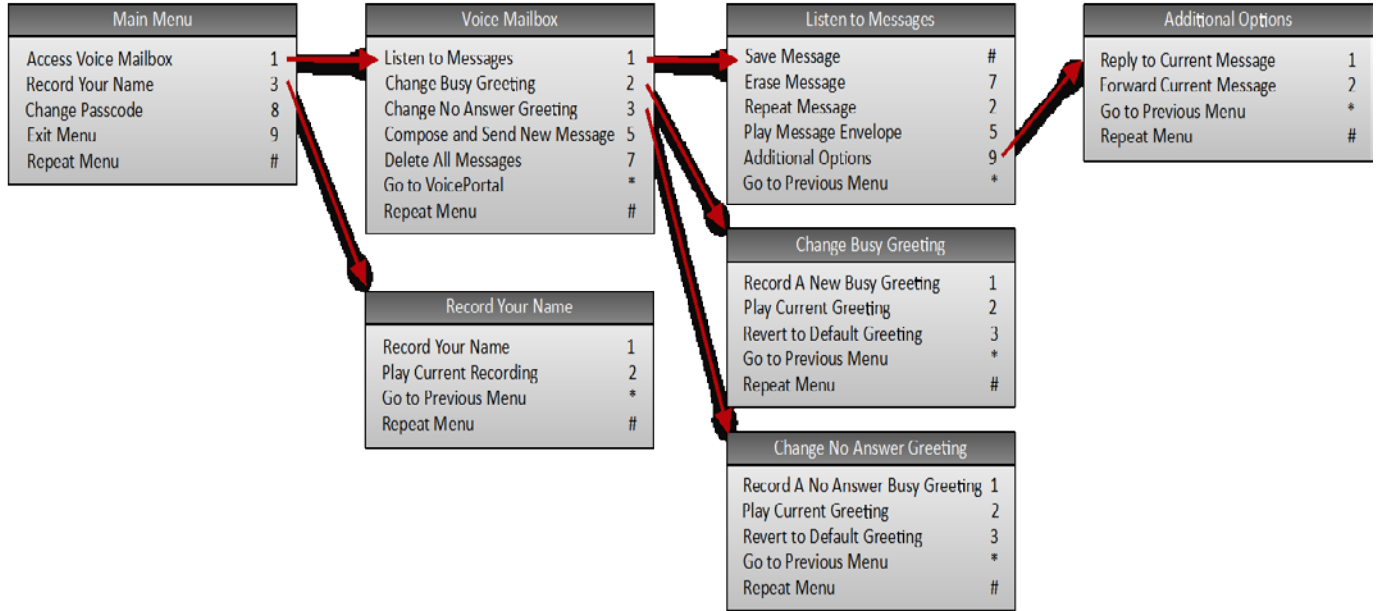 Main Menu
Access Voice Mailbox 1
Record Your Name 3
Change Passcode 8
Exit Menu 9
Repeat Menu #
Voice Mailbox
Listen to Messages 1
Change Busy Greeting 2
Change No Answer Greeting 3
Compose and Send New Message 5
Delete All Messages 7
Go to VoicePortal *
Repeat Menu #
Listen to Messages
Save Message #
Erase Message 7
Repeat Message 2
Play Message Envelope 5
Additional Options 9
Go to Previous Menu *
Additional Options
Reply to Current Message 1
Forward Current Message 2
Go to Previous Menu *
Repeat Menu #
Record Your Name
Record Your Name 1
Play Current Recording 2
Go to Previous Menu *
Repeat Menu #
Change Busy Greeting
Record A New Busy Greeting 1
Play Current Greeting 2
Revert to Default Greeting 3
Go to Previous Menu *
Repeat Menu #
Change No Answer Greeting
Record A No Answer Busy Greeting 1
Play Current Greeting 2
Revert to Default Greeting 3
Go to Previous Menu *
Repeat Menu #